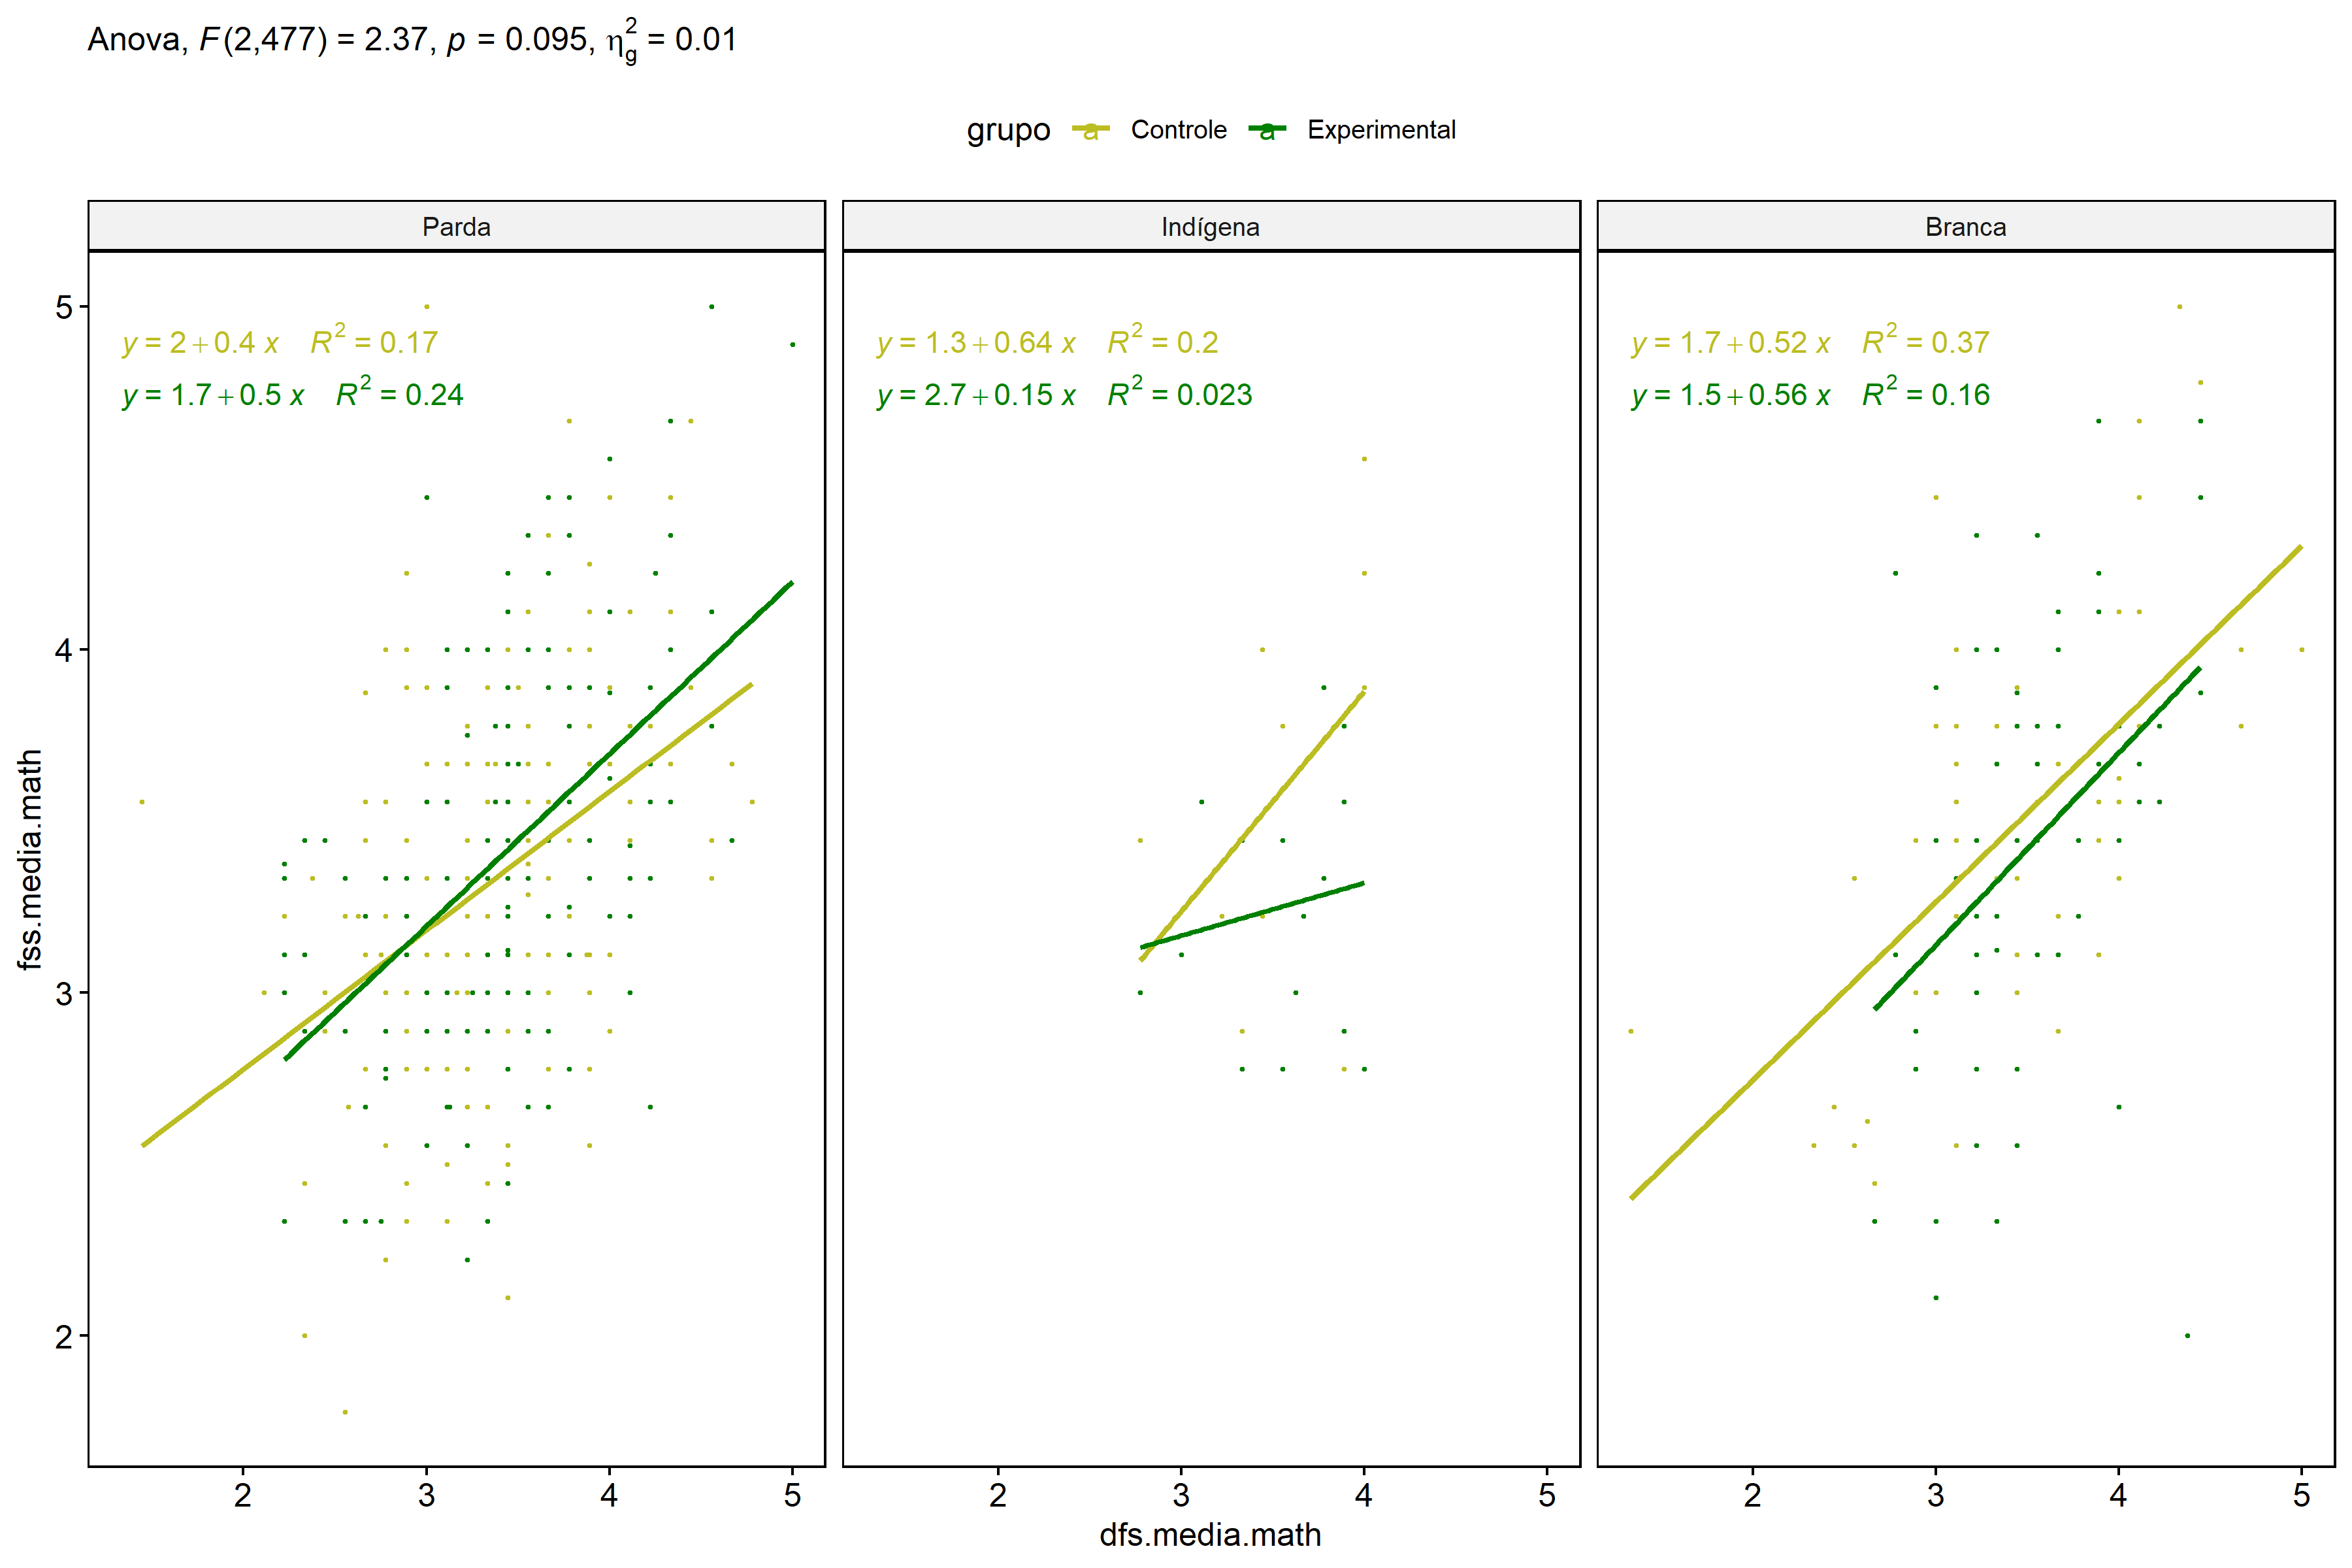 Anova, F(2,477) = 2.37, p = 0.095, η²g = 0.01
grupo a Controle a Experimental
Parda Indígena Branca
y = 2 + 0.4 x R² = 0.17
y = 1.7 + 0.5 x R² = 0.24
y = 1.3 + 0.64 x R² = 0.2
y = 2.7 + 0.15 x R² = 0.023
y = 1.7 + 0.52 x R² = 0.37
y = 1.5 + 0.56 x R² = 0.16
5
4
3
2
fss.media.math
2 3 4 5 2 3 4 5 2 3 4 5
dfs.media.math